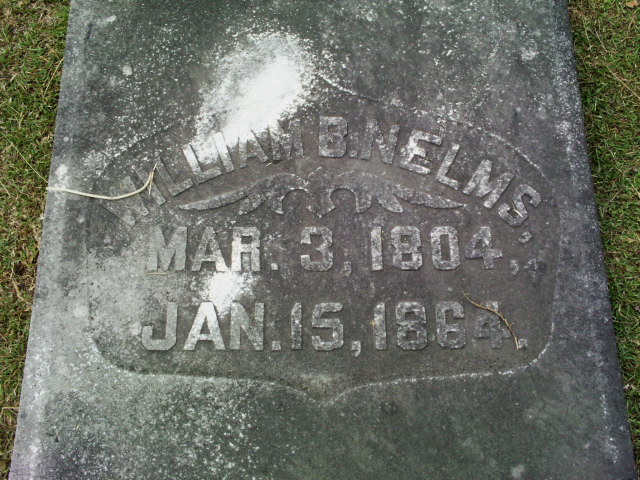 WILLIAM B. NELMS,
MAR. 3, 1804,
JAN. 15, 1864.